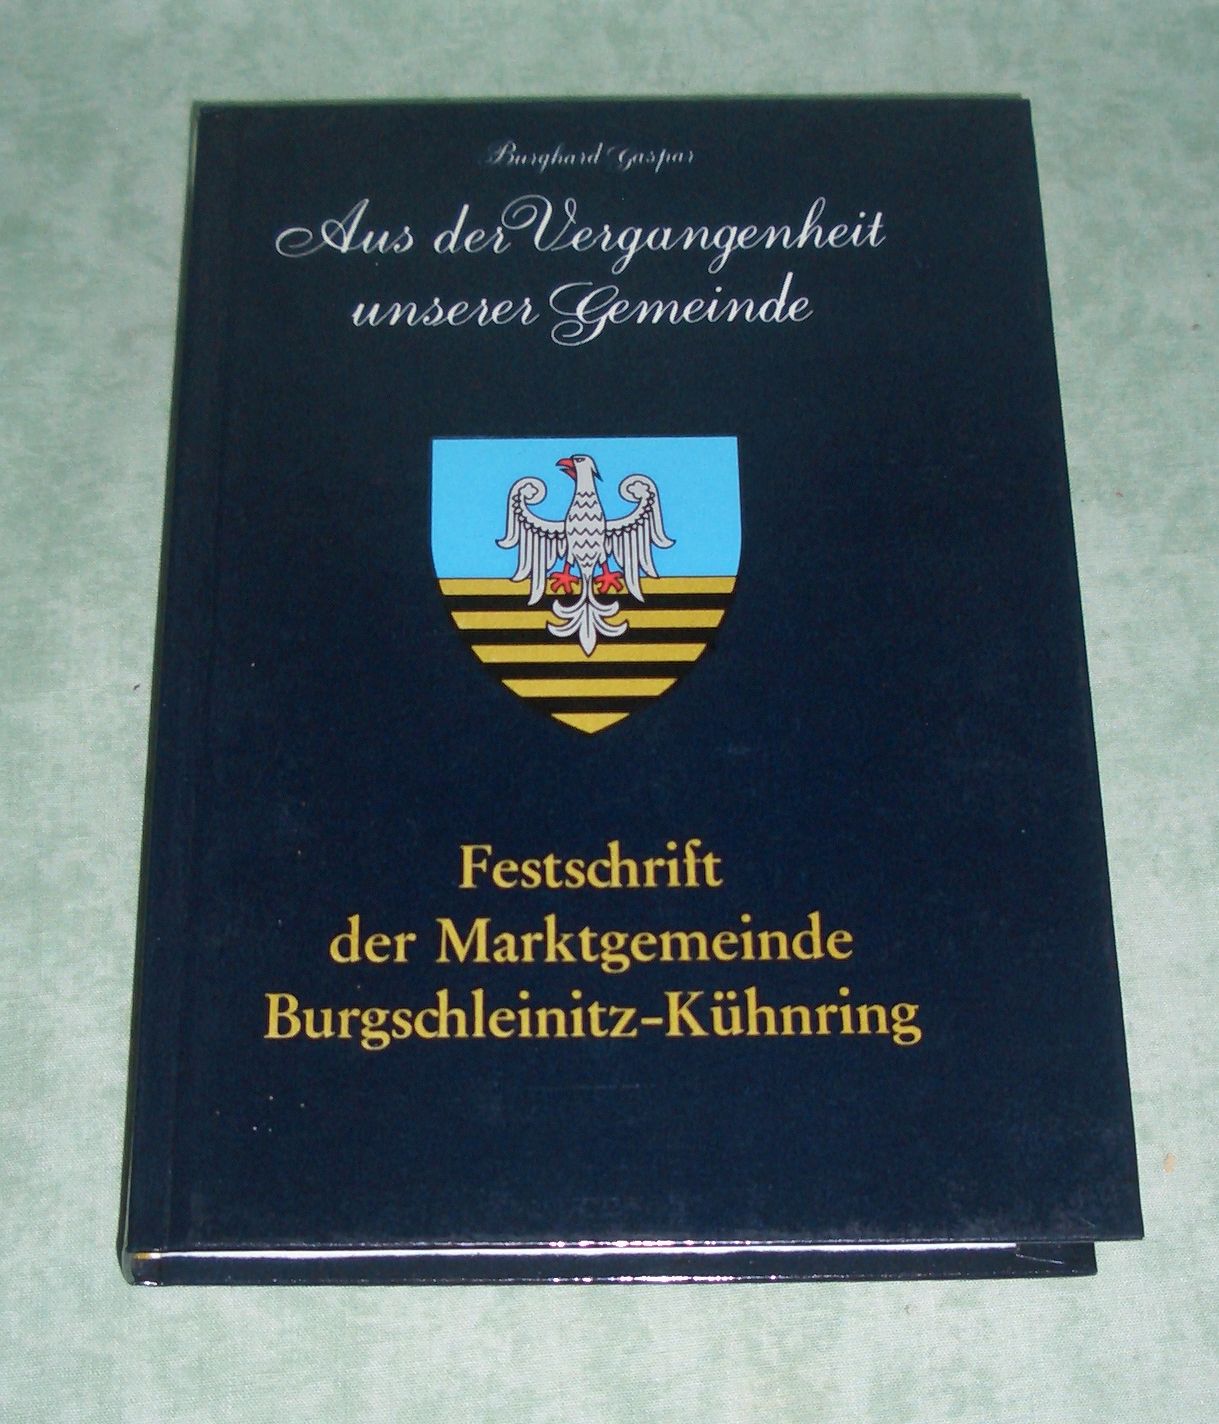 Burghard Gaspar
Aus der Vergangenheit
unserer Gemeinde
Festschrift
der Marktgemeinde
Burgschleinitz-Kühnring